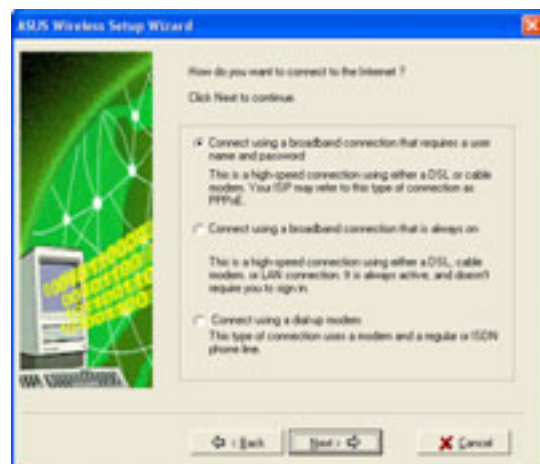 ASUS Wireless Setup Wizard
How do you want to connect to the Internet ?
Click Next to continue.
Connect using a broadband connection that requires a user
name and password
This is a high-speed connection using either a DSL or cable
modem. Your ISP may refer to this type of connection as
PPPoE.
Connect using a broadband connection that is always on
This is a high-speed connection using either a DSL, cable
modem, or LAN connection. It is always active, and doesn't
require you to sign in.
Connect using a dial-up modem
This type of connection uses a modem and a regular or ISDN
phone line.
< Back
Next >
Cancel